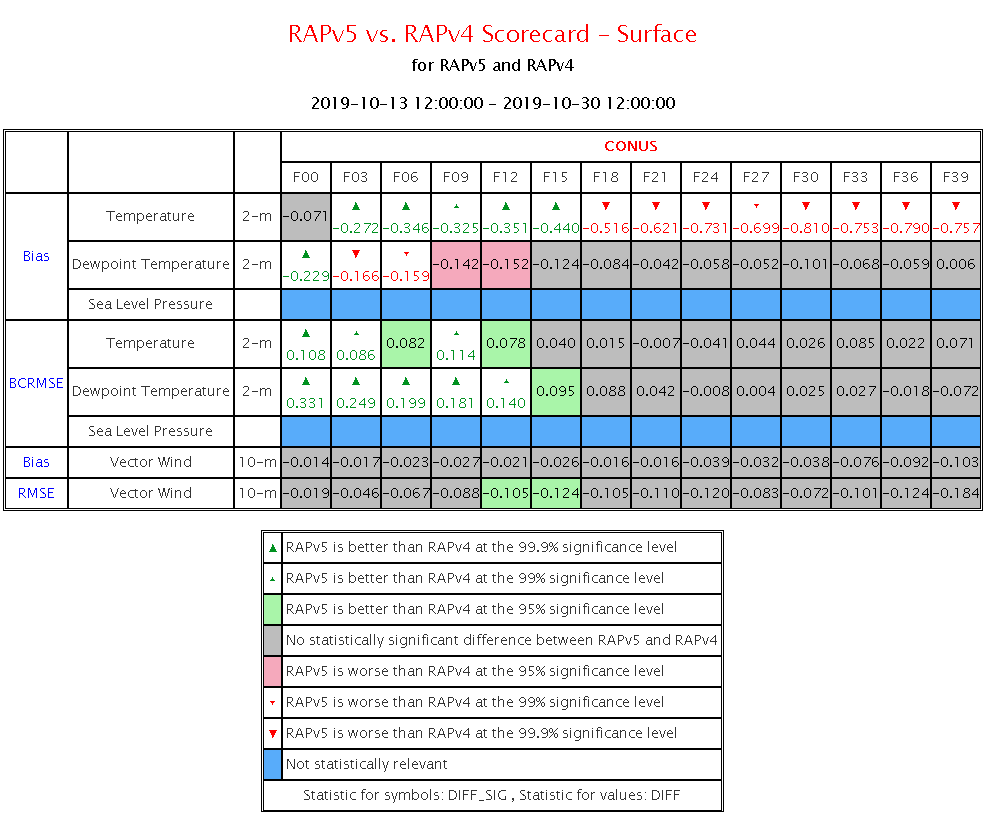 RAPv5 vs. RAPv4 Scorecard - Surface
for RAPv5 and RAPv4
2019-10-13 12:00:00 - 2019-10-30 12:00:00
CONUS
F00 F03 F06 F09 F12 F15 F18 F21 F24 F27 F30 F33 F36 F39
Bias Temperature 2-m -0.071 -0.272 -0.346 -0.325 -0.351 -0.440 -0.516 -0.621 -0.731 -0.699 -0.810 -0.753 -0.790 -0.757
Dewpoint Temperature 2-m -0.229 -0.166 -0.159 -0.142 -0.152 -0.124 -0.084 -0.042 -0.058 -0.052 -0.101 -0.068 -0.059 0.006
Sea Level Pressure
BCRMSE Temperature 2-m 0.108 0.086 0.082 0.114 0.078 0.040 0.015 -0.007 -0.041 0.044 0.026 0.085 0.022 0.071
Dewpoint Temperature 2-m 0.331 0.249 0.199 0.181 0.140 0.095 0.088 0.042 -0.008 0.004 0.025 0.027 -0.018 -0.072
Sea Level Pressure
Bias Vector Wind 10-m -0.014 -0.017 -0.023 -0.027 -0.021 -0.026 -0.016 -0.016 -0.039 -0.032 -0.038 -0.076 -0.092 -0.103
RMSE Vector Wind 10-m -0.019 -0.046 -0.067 -0.088 -0.105 -0.124 -0.105 -0.110 -0.120 -0.083 -0.072 -0.101 -0.124 -0.184
RAPv5 is better than RAPv4 at the 99.9% significance level
RAPv5 is better than RAPv4 at the 99% significance level
RAPv5 is better than RAPv4 at the 95% significance level
No statistically significant difference between RAPv5 and RAPv4
RAPv5 is worse than RAPv4 at the 95% significance level
RAPv5 is worse than RAPv4 at the 99% significance level
RAPv5 is worse than RAPv4 at the 99.9% significance level
Not statistically relevant
Statistic for symbols: DIFF_SIG , Statistic for values: DIFF